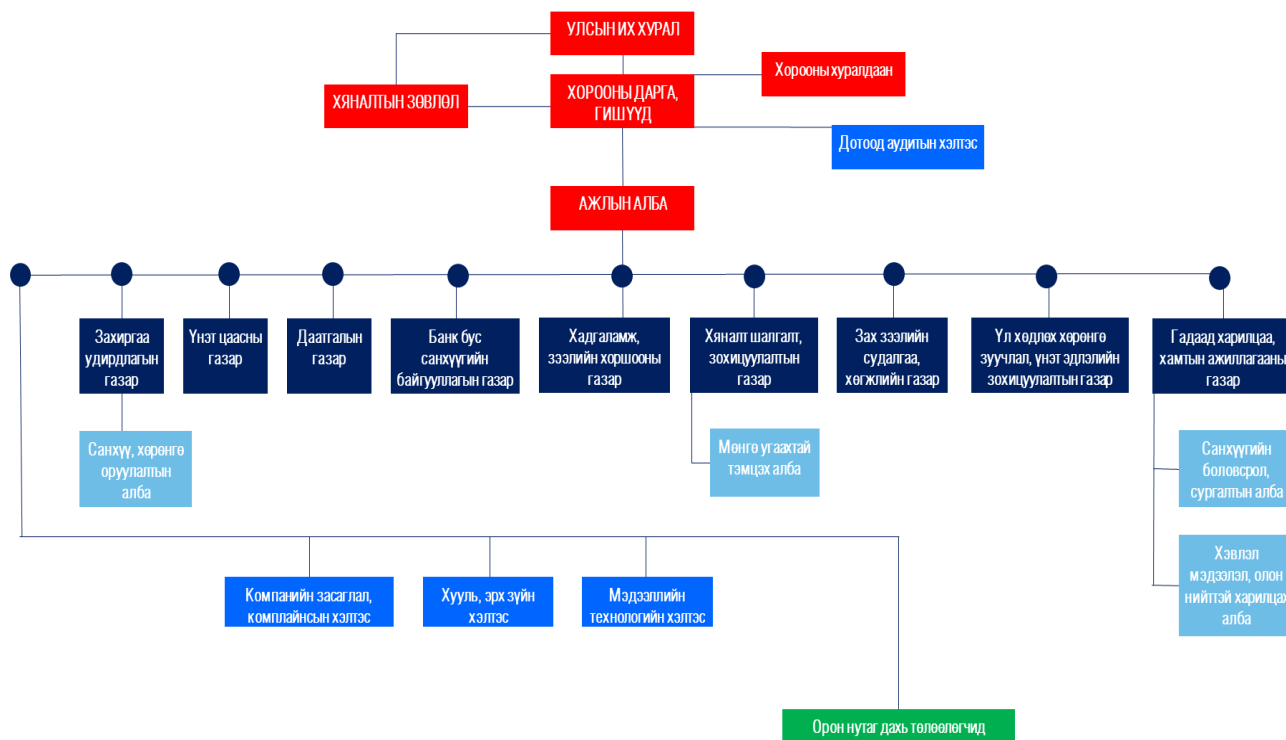 УЛСЫН ИХ ХУРАЛ
Хорооны хуралдаан
ХЯНАЛТЫН ЗӨВЛӨЛ
ХОРООНЫ ДАРГА,
ГИШҮҮД
Дотоод аудитын хэлтэс
АЖЛЫН АЛБА
Захиргаа
удирдлагын
газар
Үнэт цаасны
газар
Даатгалын
газар
Банк бус
санхүүгийн
байгууллагын газар
Хадгаламж,
зээлийн хоршооны
газар
Хяналт шалгалт,
зохицуулалтын
газар
Зах зээлийн
судалгаа,
хөгжлийн газар
Үл хөдлөх хөрөнгө
зуучлал, үнэт эдлэлийн
зохицуулалтын газар
Гадаад харилцаа,
хамтын ажиллагааны
газар
Санхүү, хөрөнгө
оруулалтын
алба
Мөнгө угаахтай
тэмцэх алба
Санхүүгийн
боловсрол,
сургалтын алба
Хэвлэл
мэдээлэл, олон
нийттэй харилцах
алба
Компанийн засаглал,
комплайнсын хэлтэс
Хууль, эрх зүйн
хэлтэс
Мэдээллийн
технологийн хэлтэс
Орон нутаг дахь төлөөлөгчид